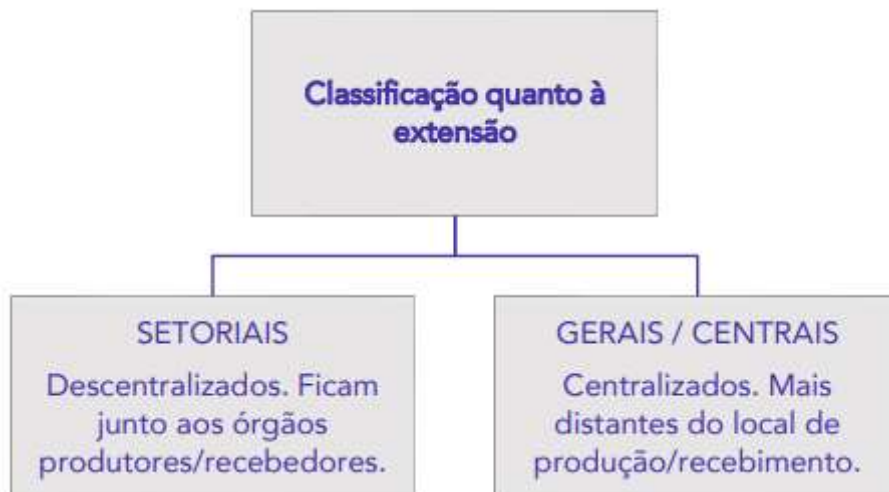 Classificação quanto à
extensão
SETORIAIS
Descentralizados. Ficam
junto aos órgãos
produtores/recebedores.
GERAIS / CENTRAIS
Centralizados. Mais
distantes do local de
produção/recebimento.